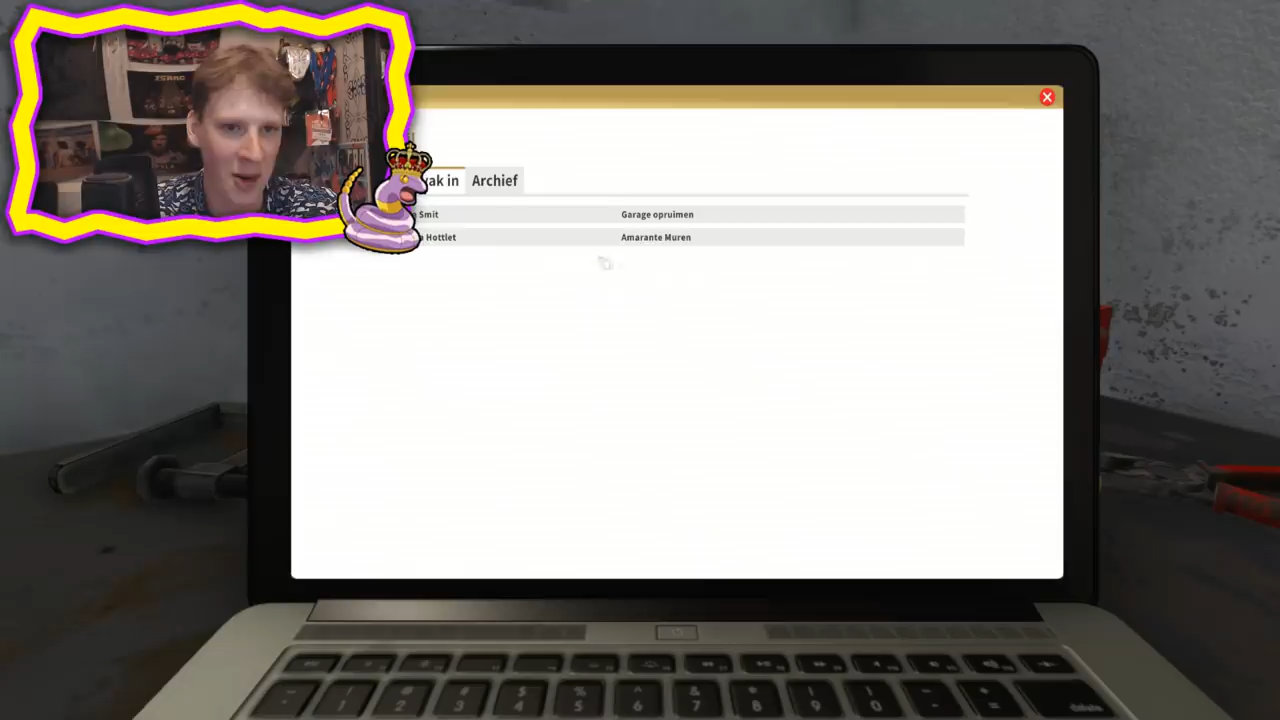 ak in Archief
Smit Garage opruimen
Hottlet Amarante Muren